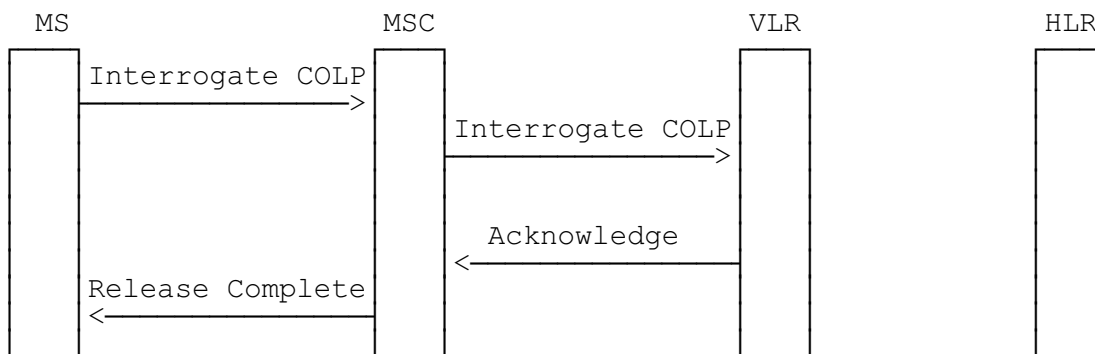 MS MSC VLR HLR
Interrogate COLP
Interrogate COLP
Acknowledge
Release Complete